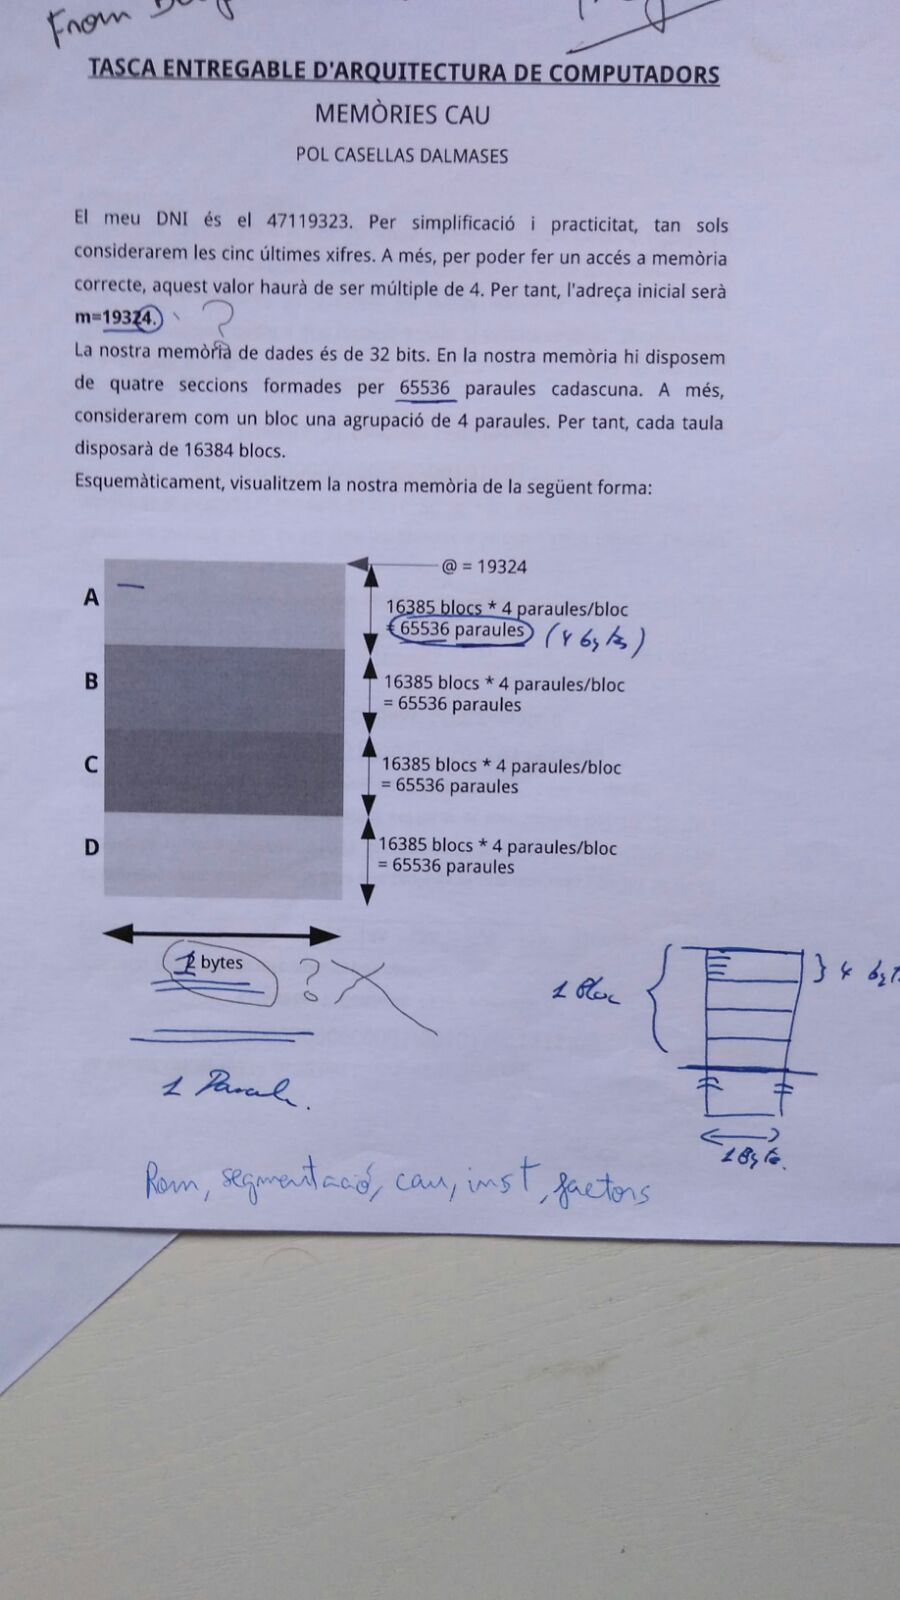 From
TASCA ENTREGABLE D'ARQUITECTURA DE COMPUTADORS
MEMÒRIES CAU
POL CASELLAS DALMASES
El meu DNI és el 47119323. Per simplificació i practicitat, tan sols
considerarem les cinc últimes xifres. A més, per poder fer un accés a memòria
correcte, aquest valor haurà de ser múltiple de 4. Per tant, l'adreça inicial serà
m=19324. ?
La nostra memòria de dades és de 32 bits. En la nostra memòria hi disposem
de quatre seccions formades per 65536 paraules cadascuna. A més,
considerarem com un bloc una agrupació de 4 paraules. Per tant, cada taula
disposarà de 16384 blocs.
Esquemàticament, visualitzem la nostra memòria de la següent forma:
@ = 19324
A
16385 blocs * 4 paraules/bloc
= 65536 paraules (4 bytes)
B
16385 blocs * 4 paraules/bloc
= 65536 paraules
C
16385 blocs * 4 paraules/bloc
= 65536 paraules
D
16385 blocs * 4 paraules/bloc
= 65536 paraules
bytes ?
1 Bloc
4 byt
1 Paraula.
1 Byte.
Rom, segmentació, cau, inst, factors